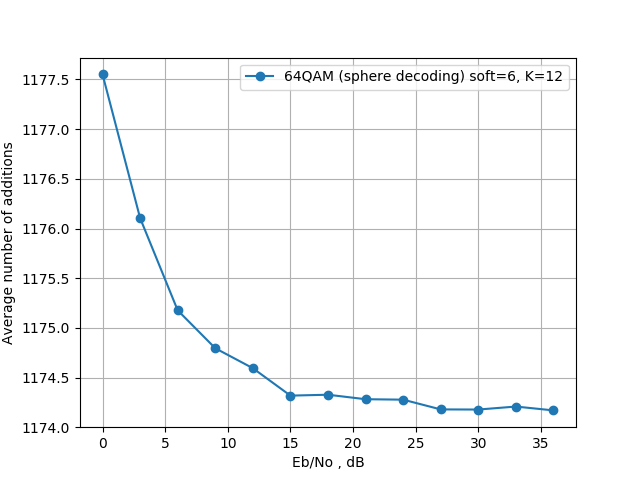 64QAM (sphere decoding) soft=6, K=12
Average number of additions
1177.5
1177.0
1176.5
1176.0
1175.5
1175.0
1174.5
1174.0
0 5 10 15 20 25 30 35
Eb/No , dB